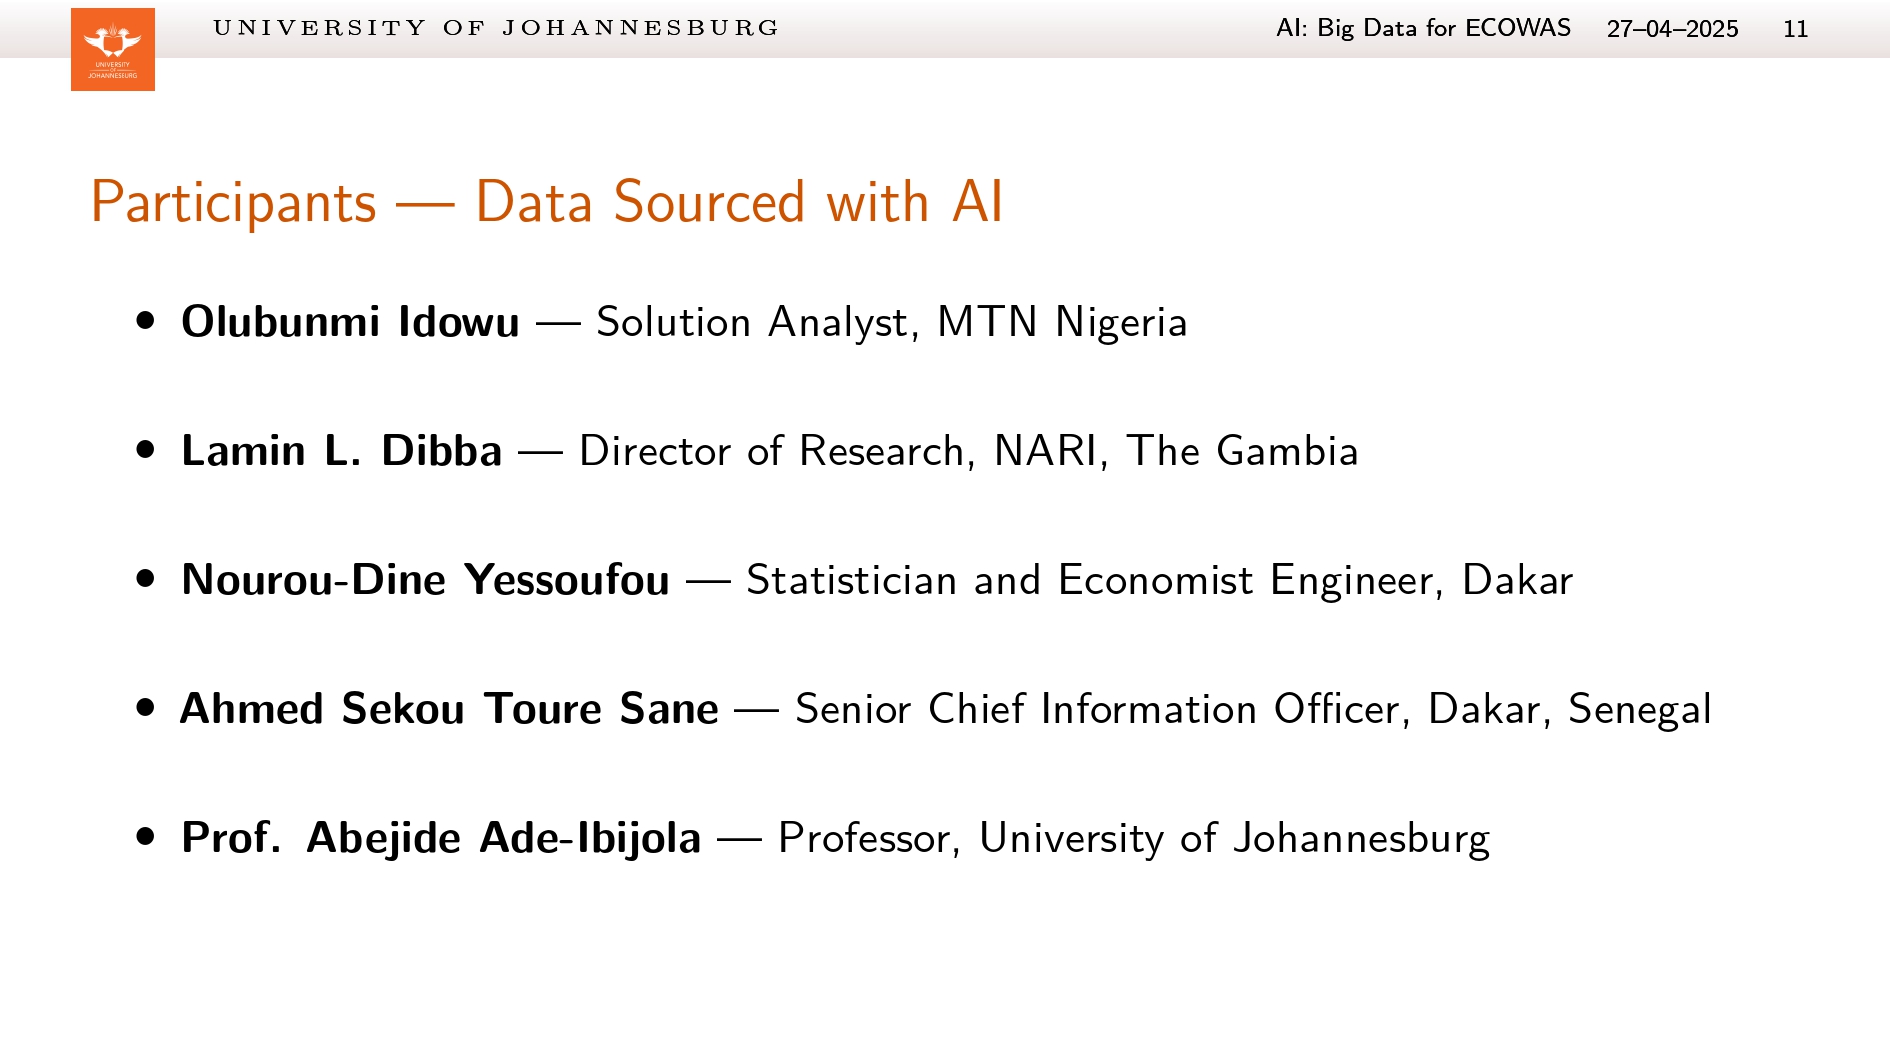 UNIVERSITY OF JOHANNESBURG
AI: Big Data for ECOWAS 27–04–2025 11
UNIVERSITY
OF
JOHANNESBURG
Participants — Data Sourced with AI
• Olubunmi Idowu — Solution Analyst, MTN Nigeria
• Lamin L. Dibba — Director of Research, NARI, The Gambia
• Nourou-Dine Yessoufou — Statistician and Economist Engineer, Dakar
• Ahmed Sekou Toure Sane — Senior Chief Information Officer, Dakar, Senegal
• Prof. Abejide Ade-Ibijola — Professor, University of Johannesburg